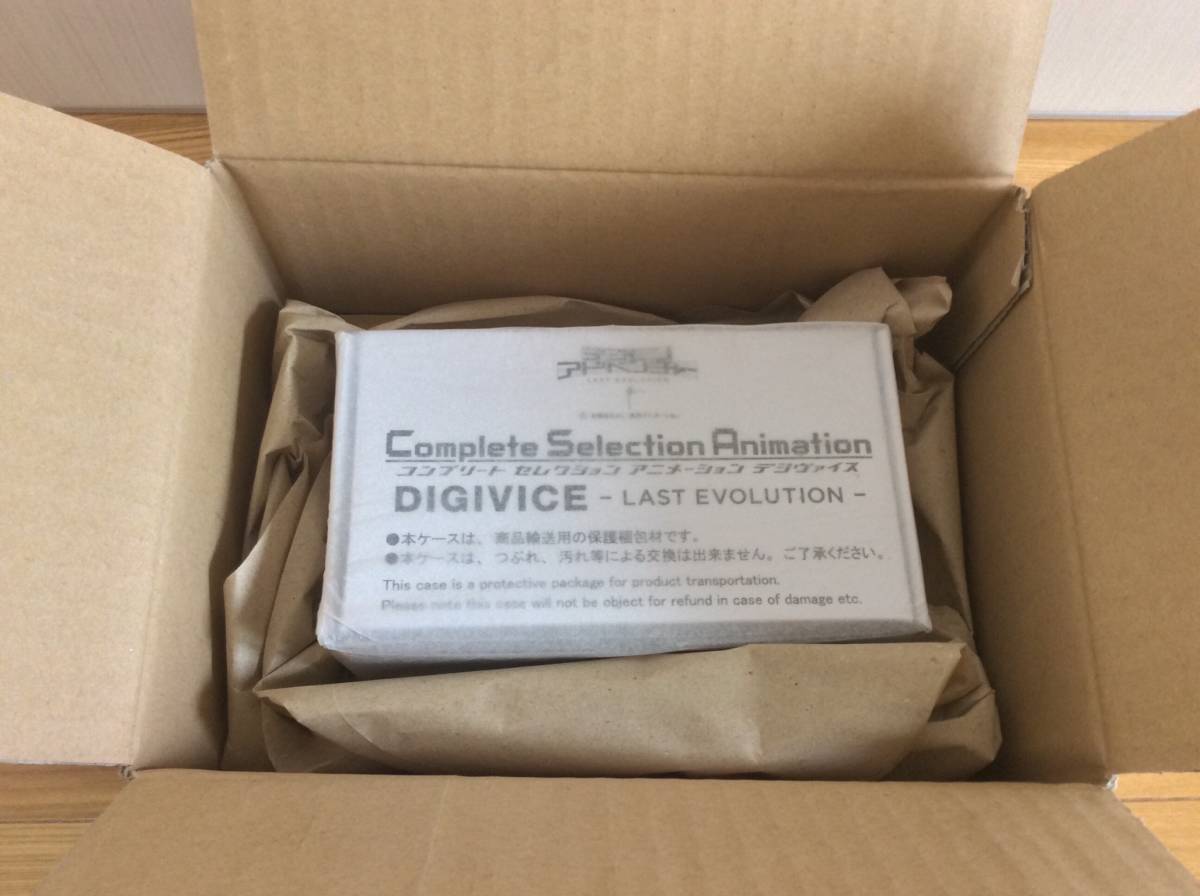 LAST EVOLUTION
Complete Selection Animation
コンプリート セレクション アニメーション デジヴァイス
DIGIVICE - LAST EVOLUTION -
●本ケースは、商品輸送用の保護梱包材です。
●本ケースは、つぶれ、汚れ等による交換は出来ません。ご了承ください。
This case is a protective package for product transportation.
Please note this case will not be object for refund in case of damage etc.